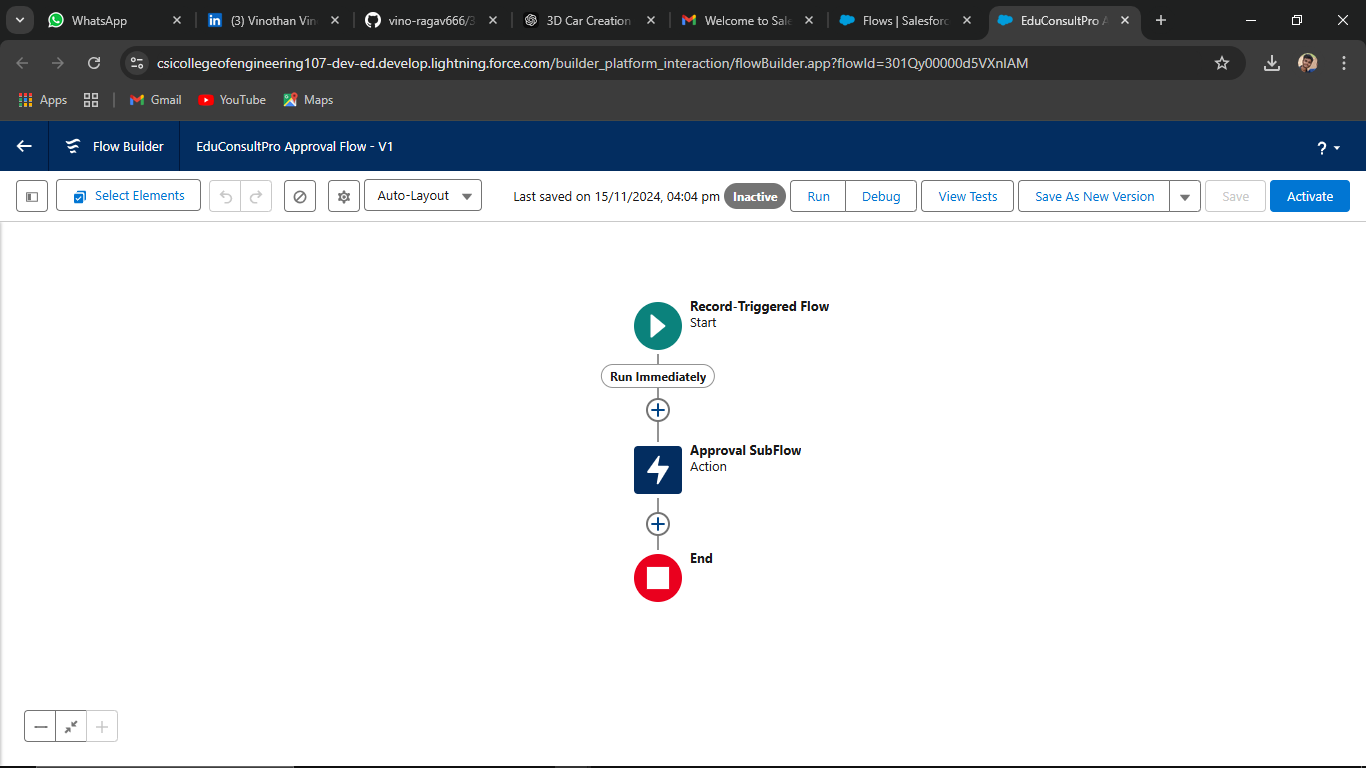 WhatsApp
(3) Vinothan Vin
vino-ragav666/3
3D Car Creation
Welcome to Sale
Flows | Salesforc
EduConsultPro A
csicollegeofengineering107-dev-ed.develop.lightning.force.com/builder_platform_interaction/flowBuilder.app?flowId=301Qy00000d5VXnIAM
Apps
Gmail
YouTube
Maps
Flow Builder
EduConsultPro Approval Flow - V1
?
Select Elements
Auto-Layout
Last saved on 15/11/2024, 04:04 pm
Inactive
Run
Debug
View Tests
Save As New Version
Save
Activate
Record-Triggered Flow
Start
Run Immediately
Approval SubFlow
Action
End